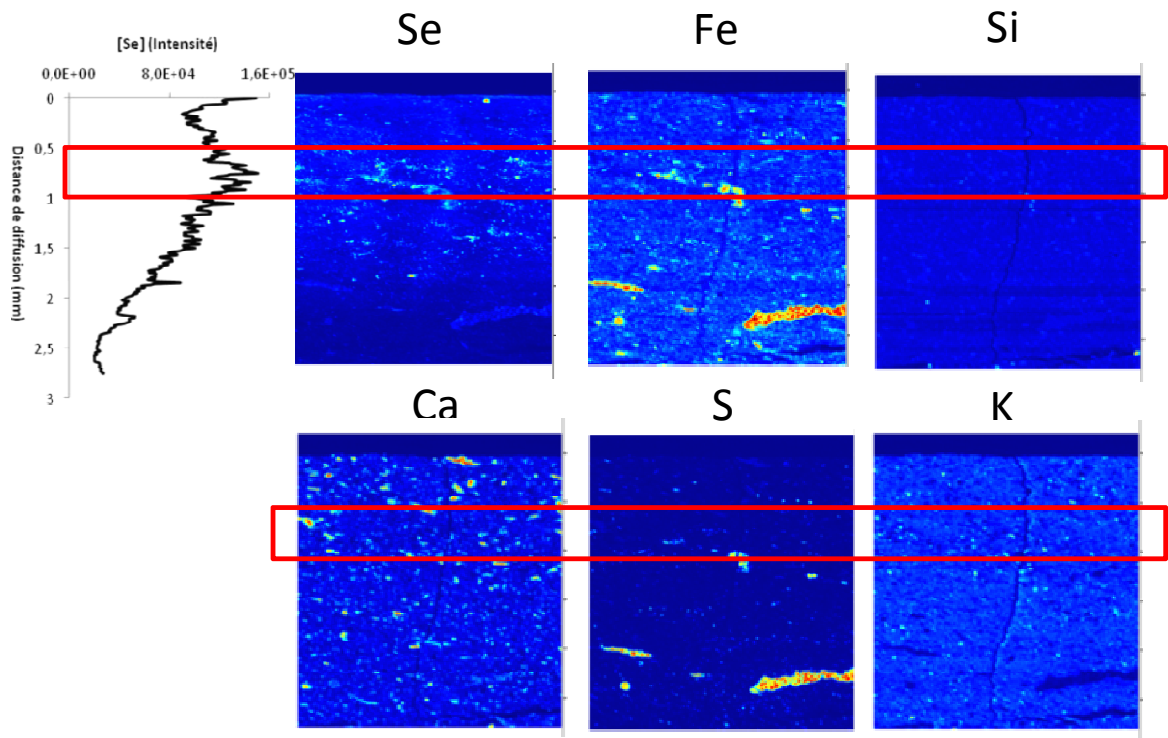 Se
Fe
Si
[Se] (Intensité)
0,0E+00 8,0E+04 1,6E+05
0
0,5
1
1,5
2
2,5
3
Distance de diffusion (mm)
Ca
S
K